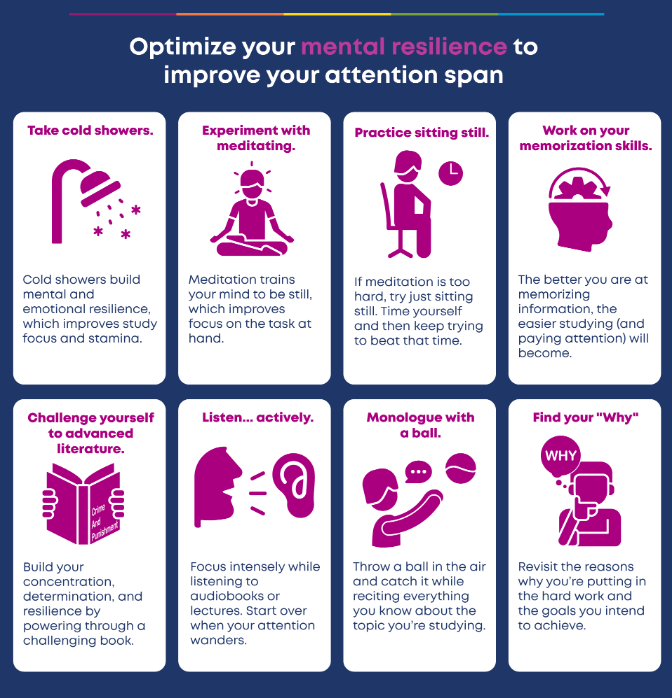 Optimize your mental resilience to
improve your attention span
Take cold showers.
Cold showers build
mental and
emotional resilience,
which improves study
focus and stamina.
Experiment with
meditating.
Meditation trains
your mind to be still,
which improves
focus on the task at
hand.
Practice sitting still.
If meditation is too
hard, try just sitting
still. Time yourself
and then keep trying
to beat that time.
Work on your
memorization skills.
The better you are at
memorizing
information, the
easier studying (and
paying attention) will
become.
Challenge yourself
to advanced
literature.
Crime
And
Punishment
Build your
concentration,
determination, and
resilience by
powering through a
challenging book.
Listen... actively.
Focus intensely while
listening to
audiobooks or
lectures. Start over
when your attention
wanders.
Monologue with
a ball.
Throw a ball in the air
and catch it while
reciting everything
you know about the
topic you're studying.
Find your "Why"
WHY
Revisit the reasons
why you're putting in
the hard work and
the goals you intend
to achieve.